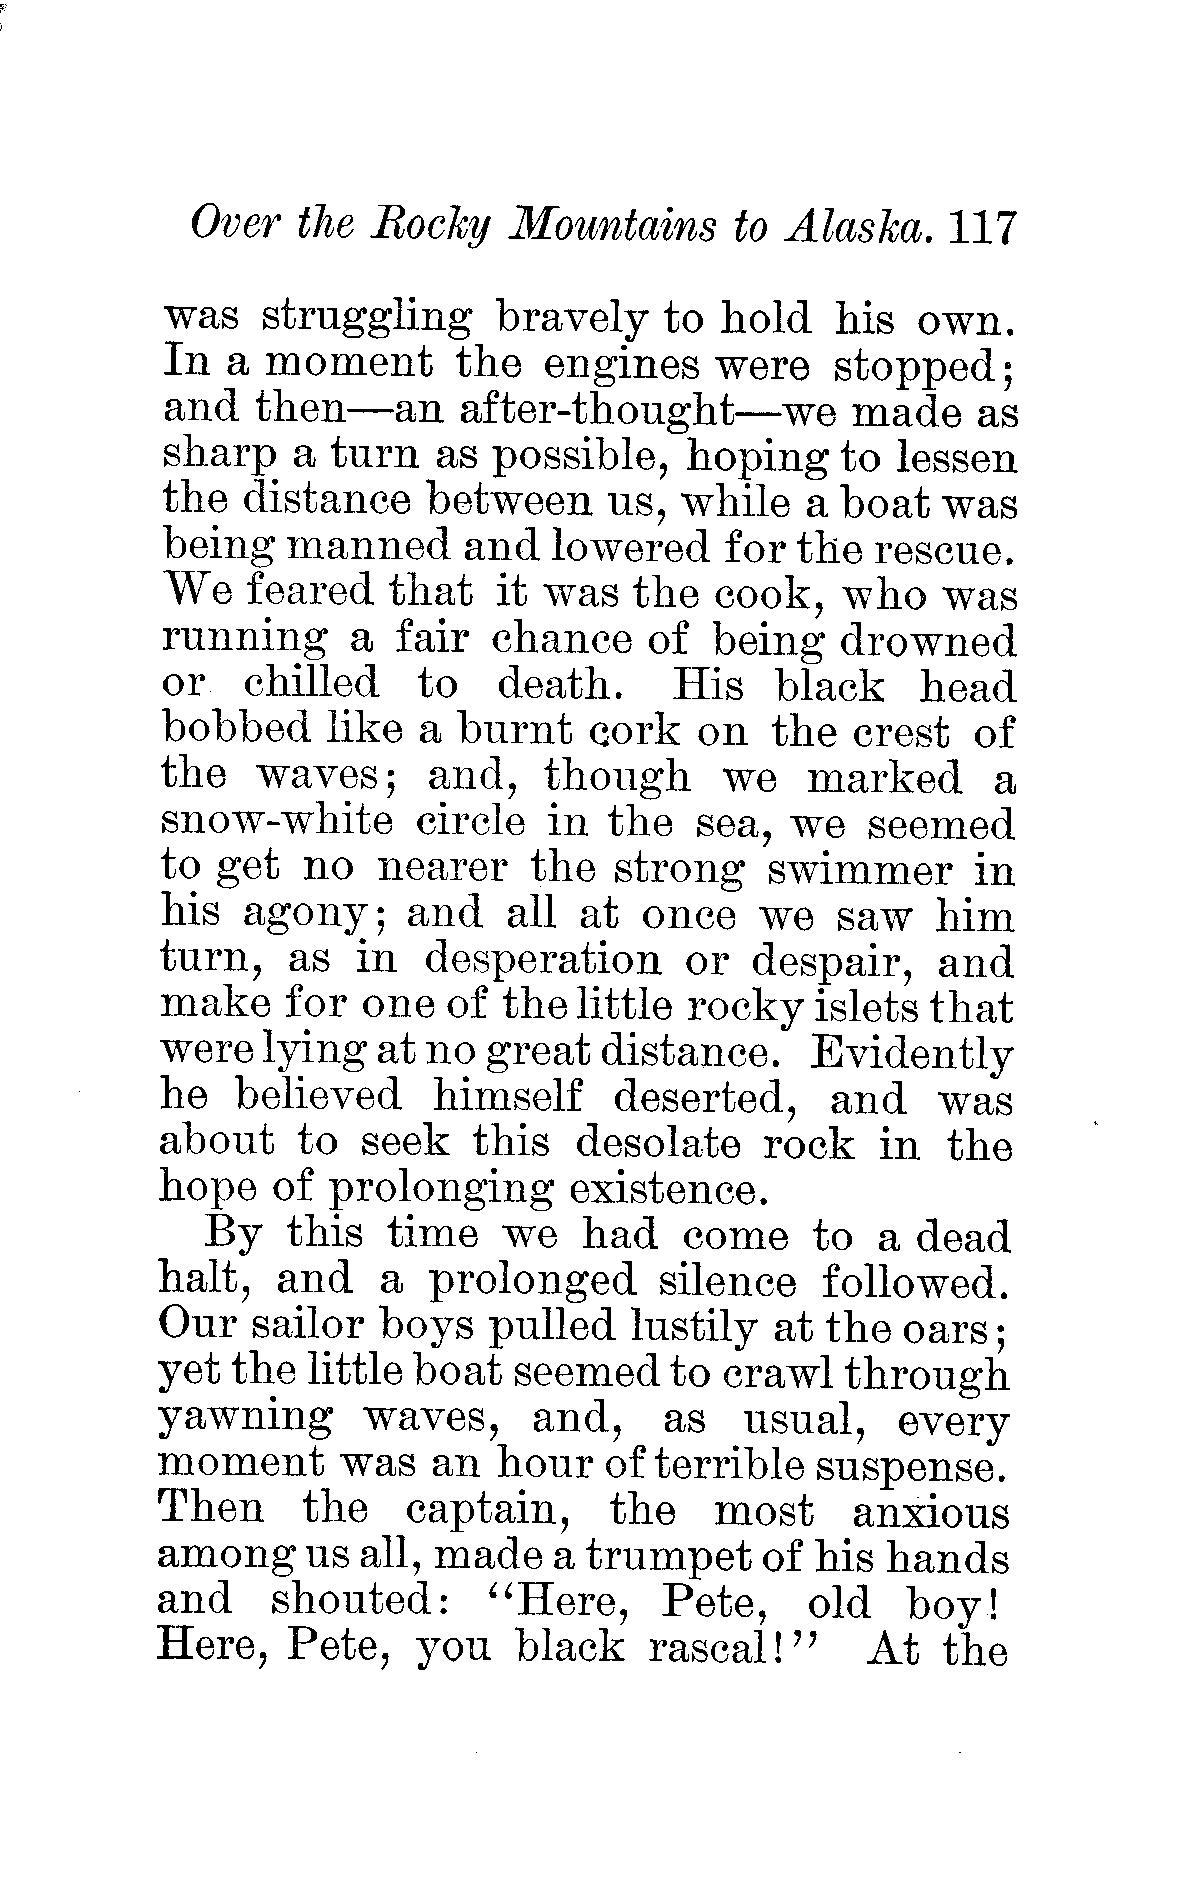 Over the Rocky Mountains to Alaska. 117
was struggling bravely to hold his own.
In a moment the engines were stopped;
and then—an after-thought—we made as
sharp a turn as possible, hoping to lessen
the distance between us, while a boat was
being manned and lowered for the rescue.
We feared that it was the cook, who was
running a fair chance of being drowned
or chilled to death. His black head
bobbed like a burnt cork on the crest of
the waves; and, though we marked a
snow-white circle in the sea, we seemed
to get no nearer the strong swimmer in
his agony; and all at once we saw him
turn, as in desperation or despair, and
make for one of the little rocky islets that
were lying at no great distance. Evidently
he believed himself deserted, and was
about to seek this desolate rock in the
hope of prolonging existence.
By this time we had come to a dead
halt, and a prolonged silence followed.
Our sailor boys pulled lustily at the oars;
yet the little boat seemed to crawl through
yawning waves, and, as usual, every
moment was an hour of terrible suspense.
Then the captain, the most anxious
among us all, made a trumpet of his hands
and shouted: "Here, Pete, old boy!
Here, Pete, you black rascal!" At the